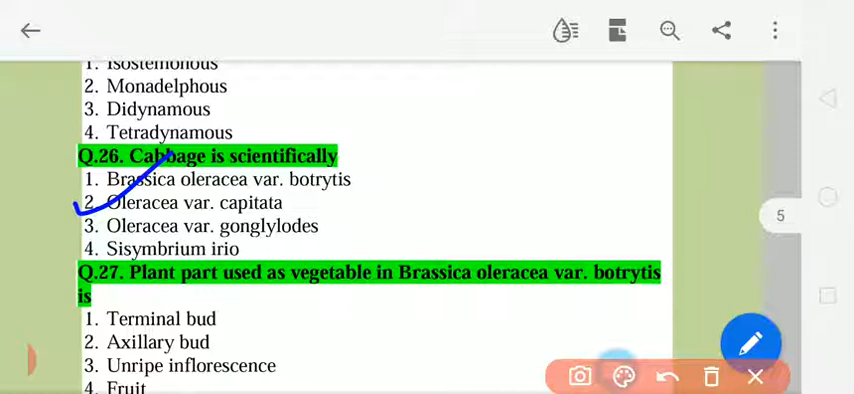 1. Isostemonous
2. Monadelphous
3. Didynamous
4. Tetradynamous
Q.26. Cabbage is scientifically
1. Brassica oleracea var. botrytis
2. Oleracea var. capitata
3. Oleracea var. gonglylodes
4. Sisymbrium irio
5
Q.27. Plant part used as vegetable in Brassica oleracea var. botrytis
is
1. Terminal bud
2. Axillary bud
3. Unripe inflorescence
4. Fruit